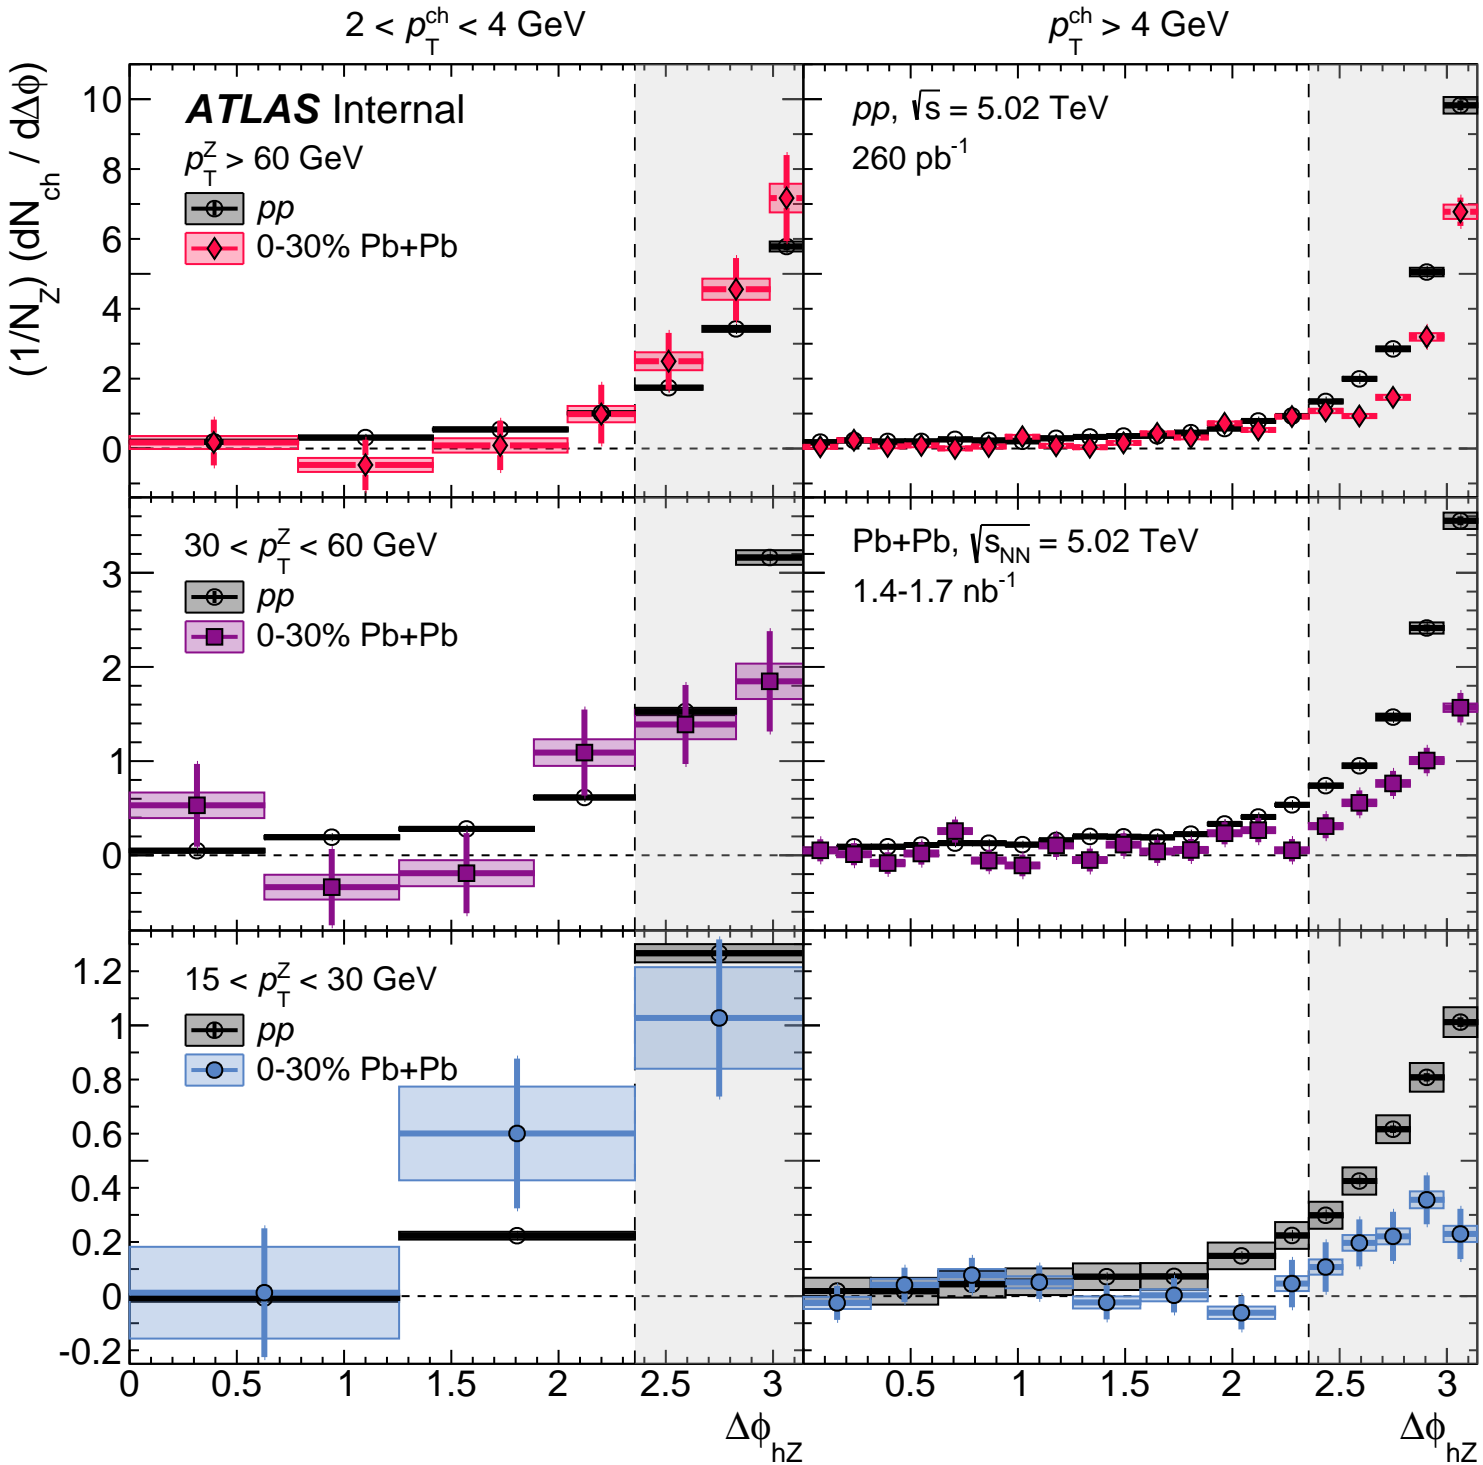 2 < p_T^ch < 4 GeV
p_T^ch > 4 GeV
(1/N_Z) (dN_ch / dΔϕ)
ATLAS Internal
p_T^Z > 60 GeV
pp
0-30% Pb+Pb
10
8
6
4
2
0
pp, √s = 5.02 TeV
260 pb^-1
30 < p_T^Z < 60 GeV
pp
0-30% Pb+Pb
3
2
1
0
Pb+Pb, √s_NN = 5.02 TeV
1.4-1.7 nb^-1
15 < p_T^Z < 30 GeV
pp
0-30% Pb+Pb
1.2
1
0.8
0.6
0.4
0.2
0
-0.2
0 0.5 1 1.5 2 2.5 3
0.5 1 1.5 2 2.5 3
Δϕ_hZ
Δϕ_hZ